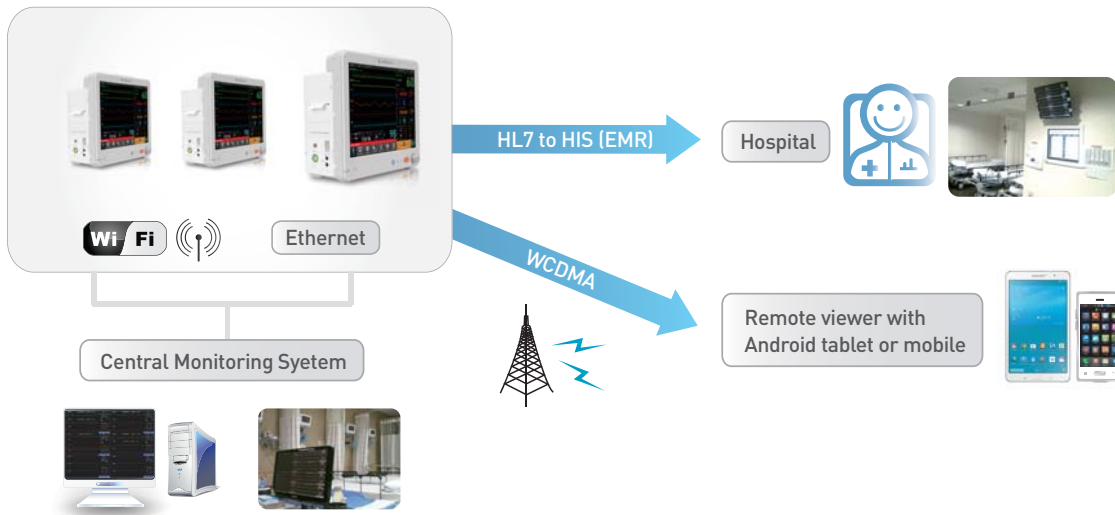 HL7 to HIS (EMR)
Hospital
Wi Fi
Ethernet
WCDMA
Central Monitoring Syetem
Remote viewer with
Android tablet or mobile